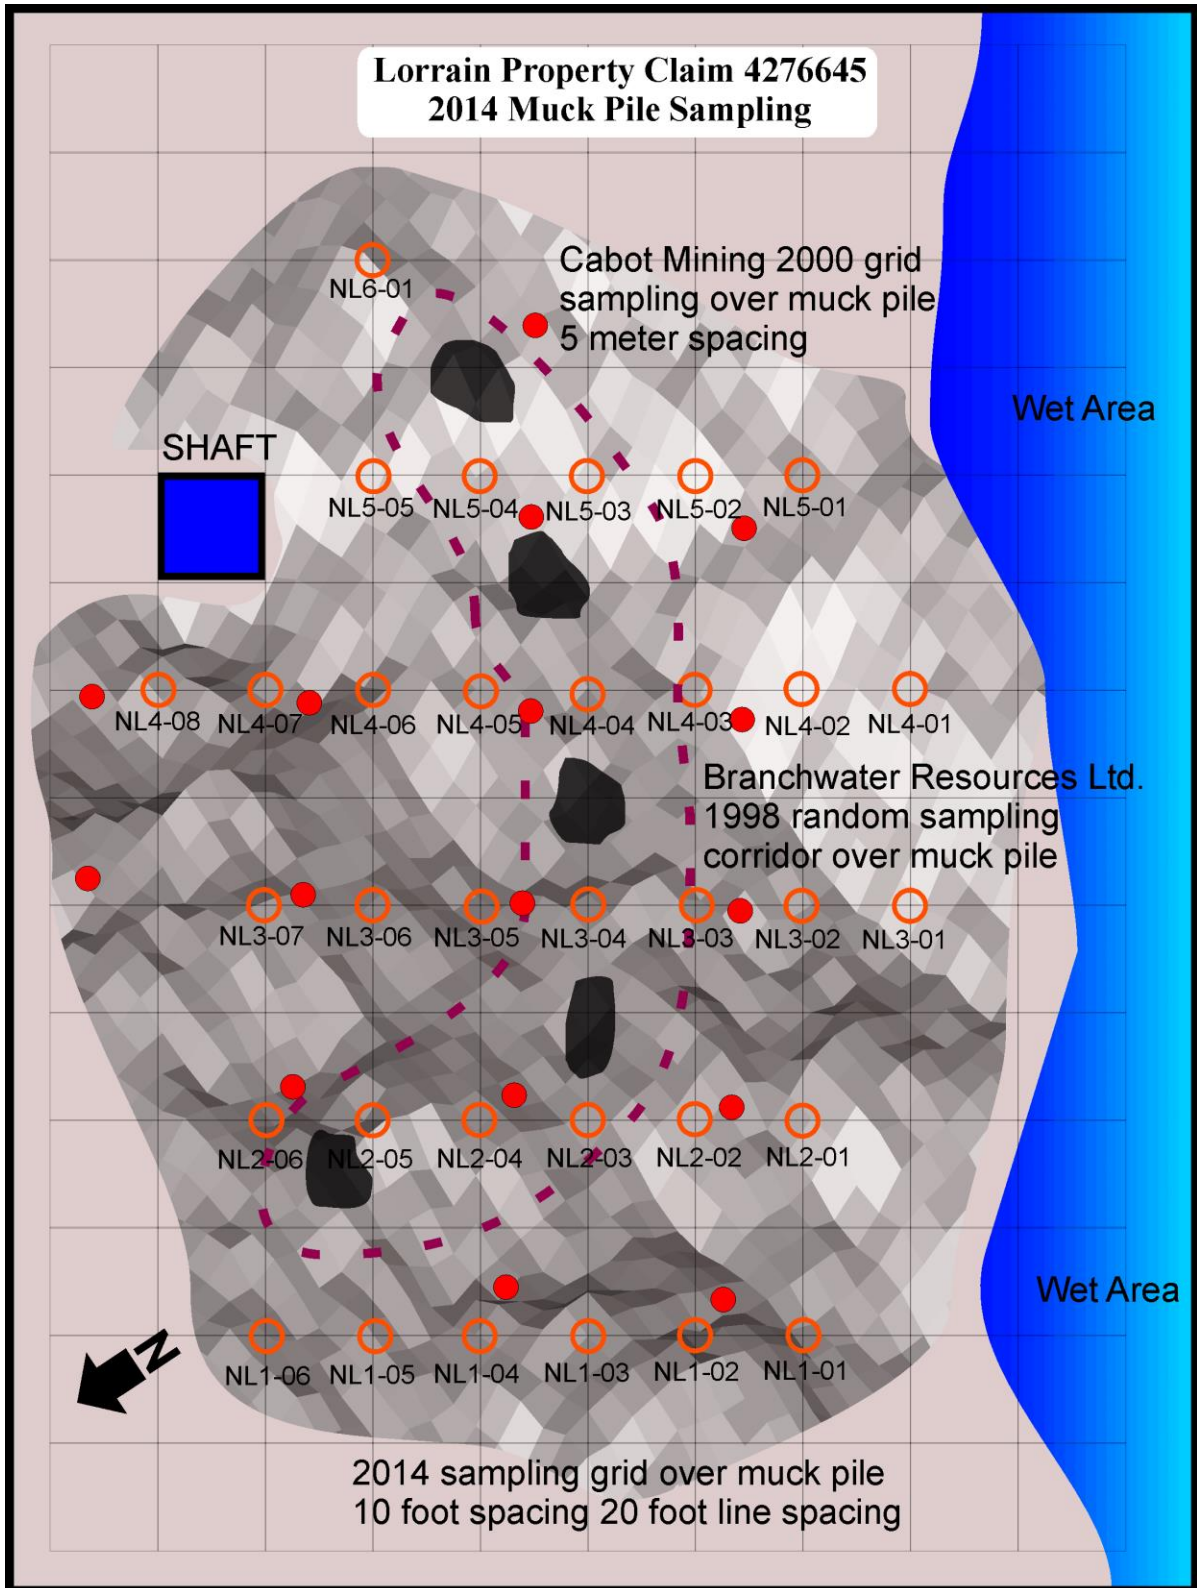 Lorrain Property Claim 4276645
2014 Muck Pile Sampling
Cabot Mining 2000 grid
sampling over muck pile
5 meter spacing
NL6-01
Wet Area
SHAFT
NL5-05 NL5-04 NL5-03 NL5-02 NL5-01
NL4-08 NL4-07 NL4-06 NL4-05 NL4-04 NL4-03 NL4-02 NL4-01
Branchwater Resources Ltd.
1998 random sampling
corridor over muck pile
NL3-07 NL3-06 NL3-05 NL3-04 NL3-03 NL3-02 NL3-01
NL2-06 NL2-05 NL2-04 NL2-03 NL2-02 NL2-01
Wet Area
N
NL1-06 NL1-05 NL1-04 NL1-03 NL1-02 NL1-01
2014 sampling grid over muck pile
10 foot spacing 20 foot line spacing